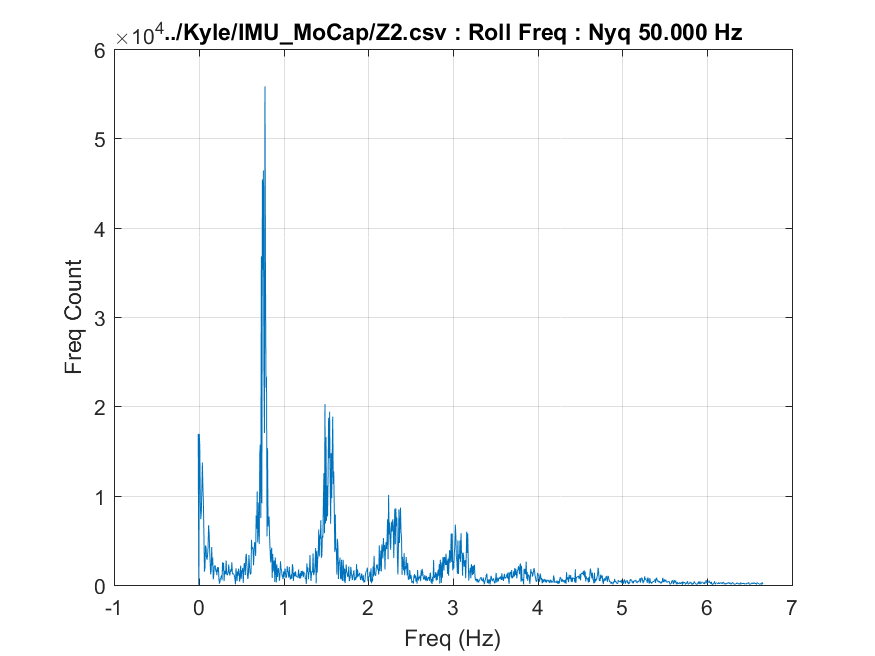 ×10⁴../Kyle/IMU_MoCap/Z2.csv : Roll Freq : Nyq 50.000 Hz
6
5
4
3
2
1
0
Freq Count
-1 0 1 2 3 4 5 6 7
Freq (Hz)